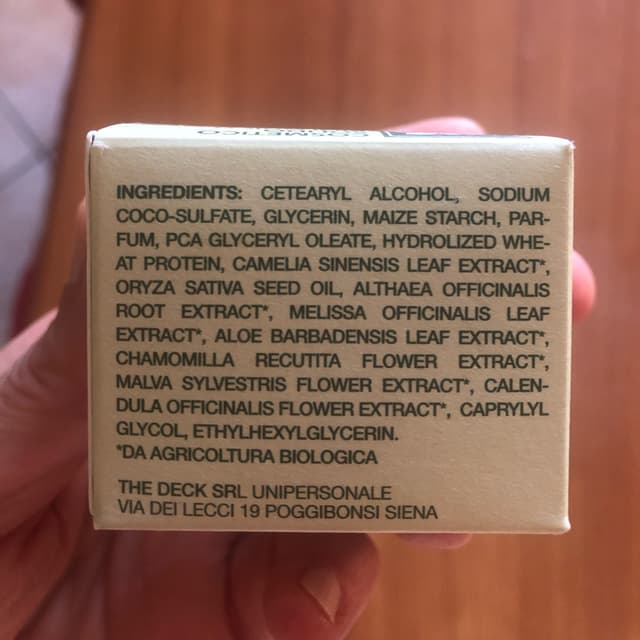 COSMETICO
INGREDIENTS: CETEARYL ALCOHOL, SODIUM
COCO-SULFATE, GLYCERIN, MAIZE STARCH, PAR-
FUM, PCA GLYCERYL OLEATE, HYDROLIZED WHE-
AT PROTEIN, CAMELIA SINENSIS LEAF EXTRACT*,
ORYZA SATIVA SEED OIL, ALTHAEA OFFICINALIS
ROOT EXTRACT*, MELISSA OFFICINALIS LEAF
EXTRACT*, ALOE BARBADENSIS LEAF EXTRACT*,
CHAMOMILLA RECUTITA FLOWER EXTRACT*,
MALVA SYLVESTRIS FLOWER EXTRACT*, CALEN-
DULA OFFICINALIS FLOWER EXTRACT*, CAPRYLYL
GLYCOL, ETHYLHEXYLGLYCERIN.
*DA AGRICOLTURA BIOLOGICA
THE DECK SRL UNIPERSONALE
VIA DEI LECCI 19 POGGIBONSI SIENA